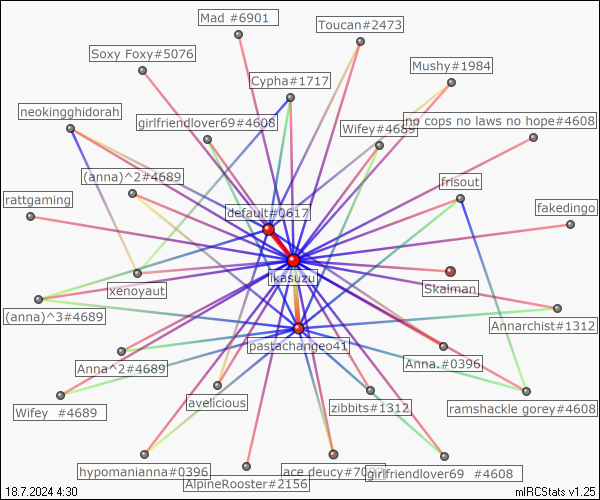 Mad #6901
Toucan#2473
Soxy Foxy#5076
Mushy#1984
Cypha#1717
neokingghidorah
girlfriendlover69#4608
Wifey#4689
no cops no laws no hope#4608
(anna)^2#4689
frisout
rattgaming
default#0617
fakedingo
ikasuzu
Skalman
xenoyaut
(anna)^3#4689
Annarchist#1312
pastachangeo41
Anna^2#4689
Anna.#0396
avelicious
zibbits#1312
ramshackle gorey#4608
Wifey #4689
hypomanianna#0396
ace deucy#70
girlfriendlover69 #4608
AlpineRooster#2156
18.7.2024 4:30
mIRCStats v1.25